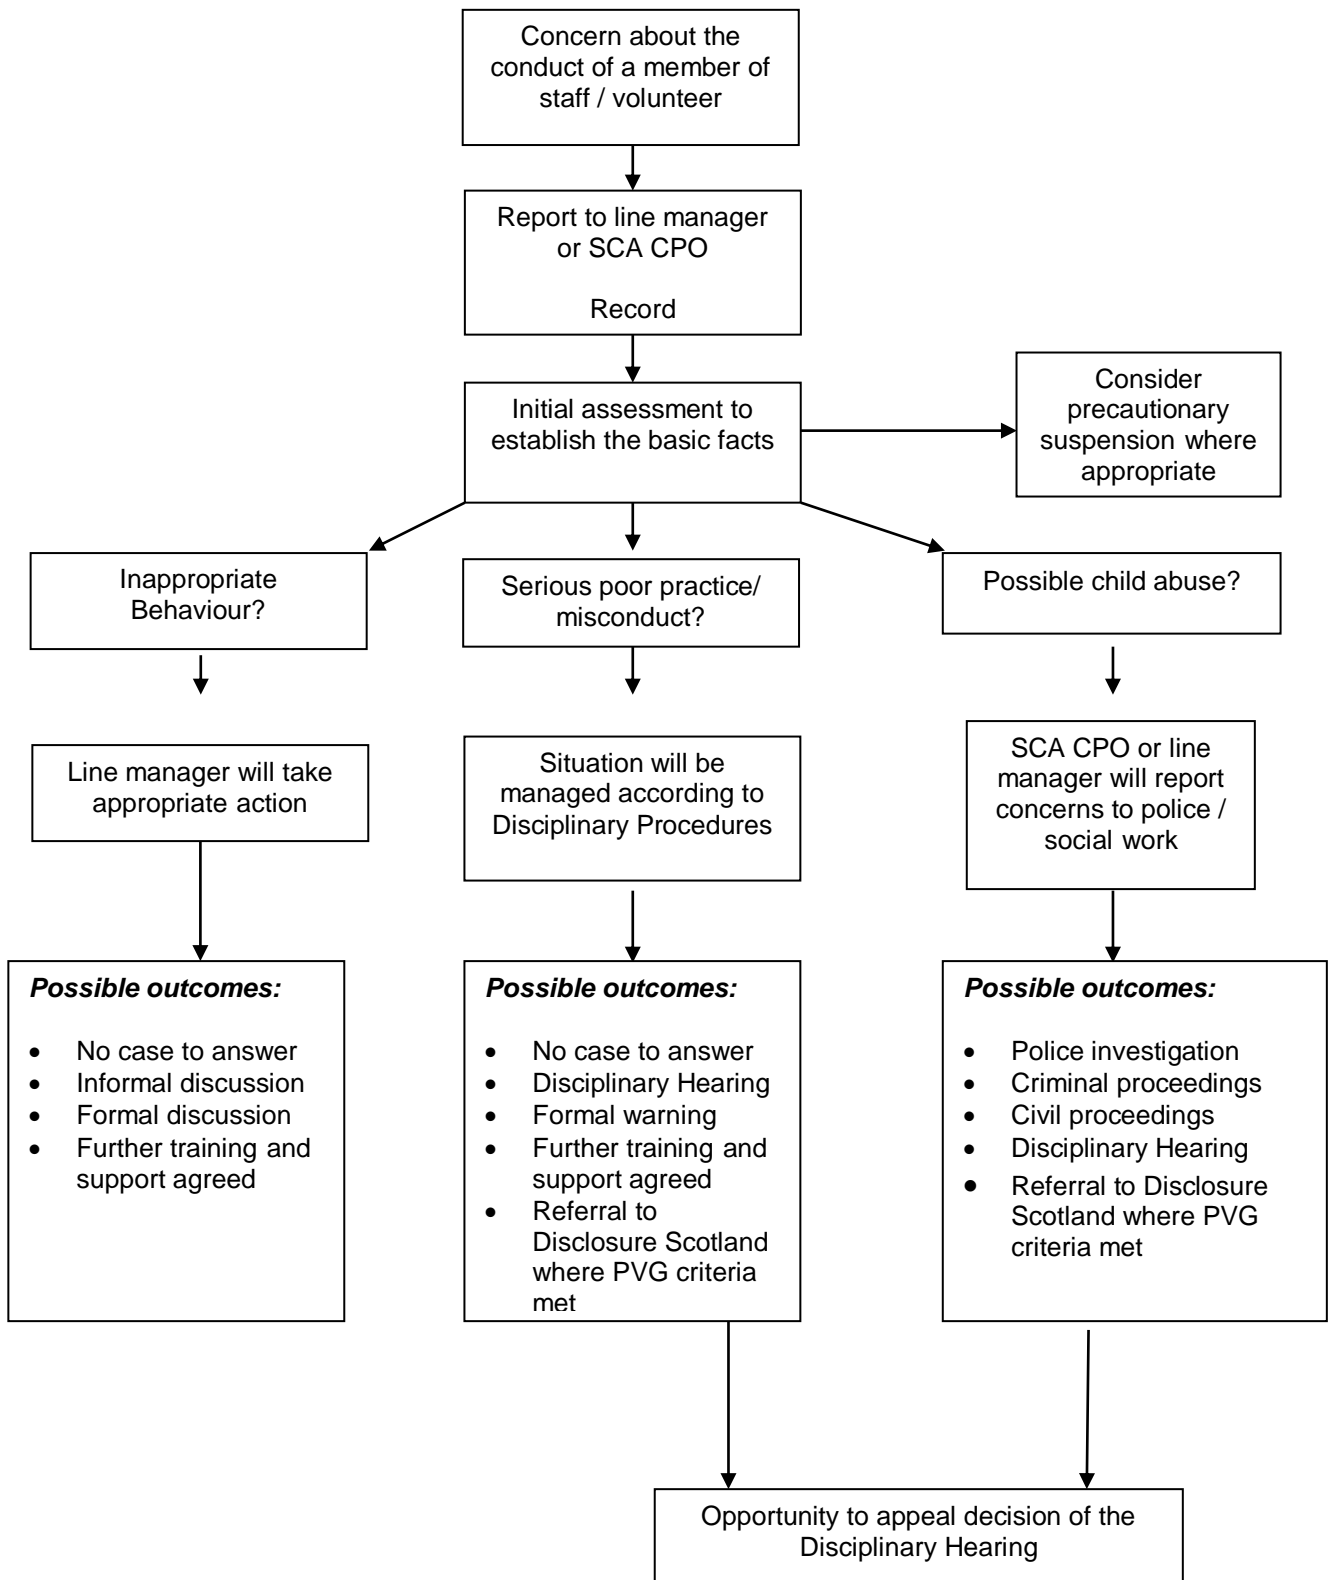 Concern about the
conduct of a member of
staff / volunteer
Report to line manager
or SCA CPO
Record
Initial assessment to
establish the basic facts
Consider
precautionary
suspension where
appropriate
Inappropriate
Behaviour?
Serious poor practice/
misconduct?
Possible child abuse?
Line manager will take
appropriate action
Situation will be
managed according to
Disciplinary Procedures
SCA CPO or line
manager will report
concerns to police /
social work
Possible outcomes:
• No case to answer
• Informal discussion
• Formal discussion
• Further training and
support agreed
Possible outcomes:
• No case to answer
• Disciplinary Hearing
• Formal warning
• Further training and
support agreed
• Referral to
Disclosure Scotland
where PVG criteria
met
Possible outcomes:
• Police investigation
• Criminal proceedings
• Civil proceedings
• Disciplinary Hearing
• Referral to Disclosure
Scotland where PVG
criteria met
Opportunity to appeal decision of the
Disciplinary Hearing